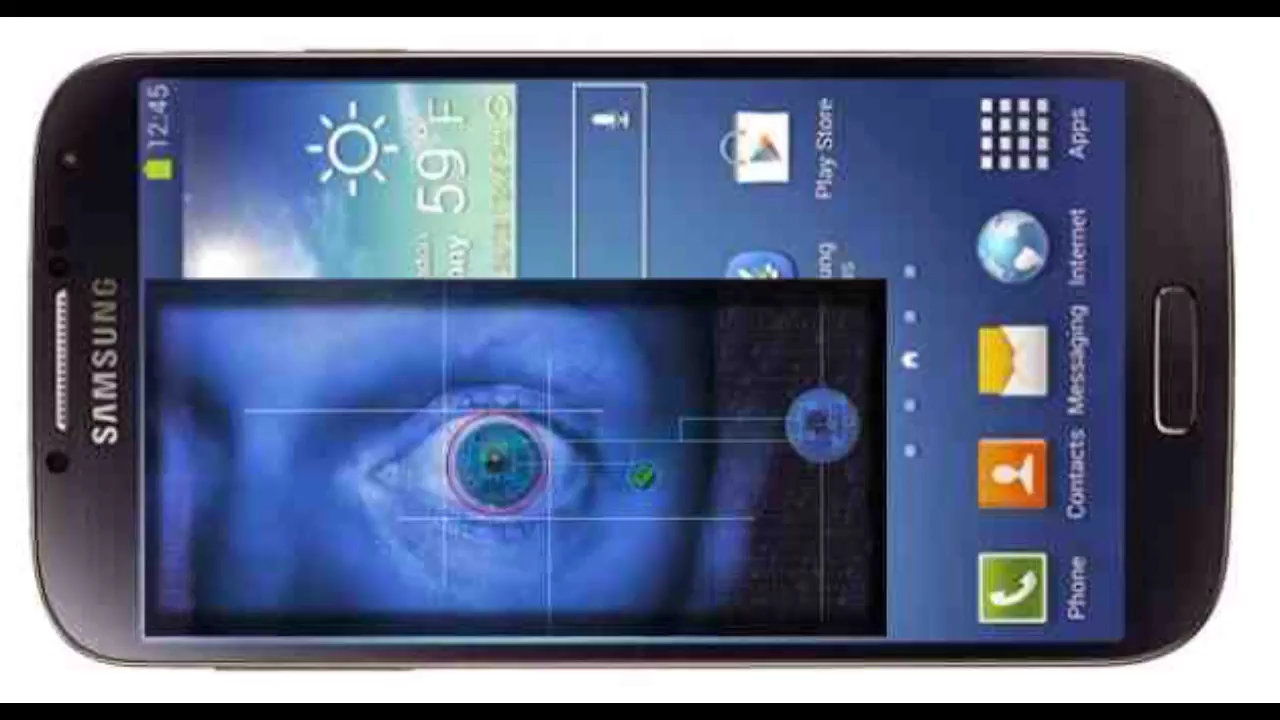 SAMSUNG
12:45
59° F
Play Store
Apps
Internet
Messaging
Contacts
Phone